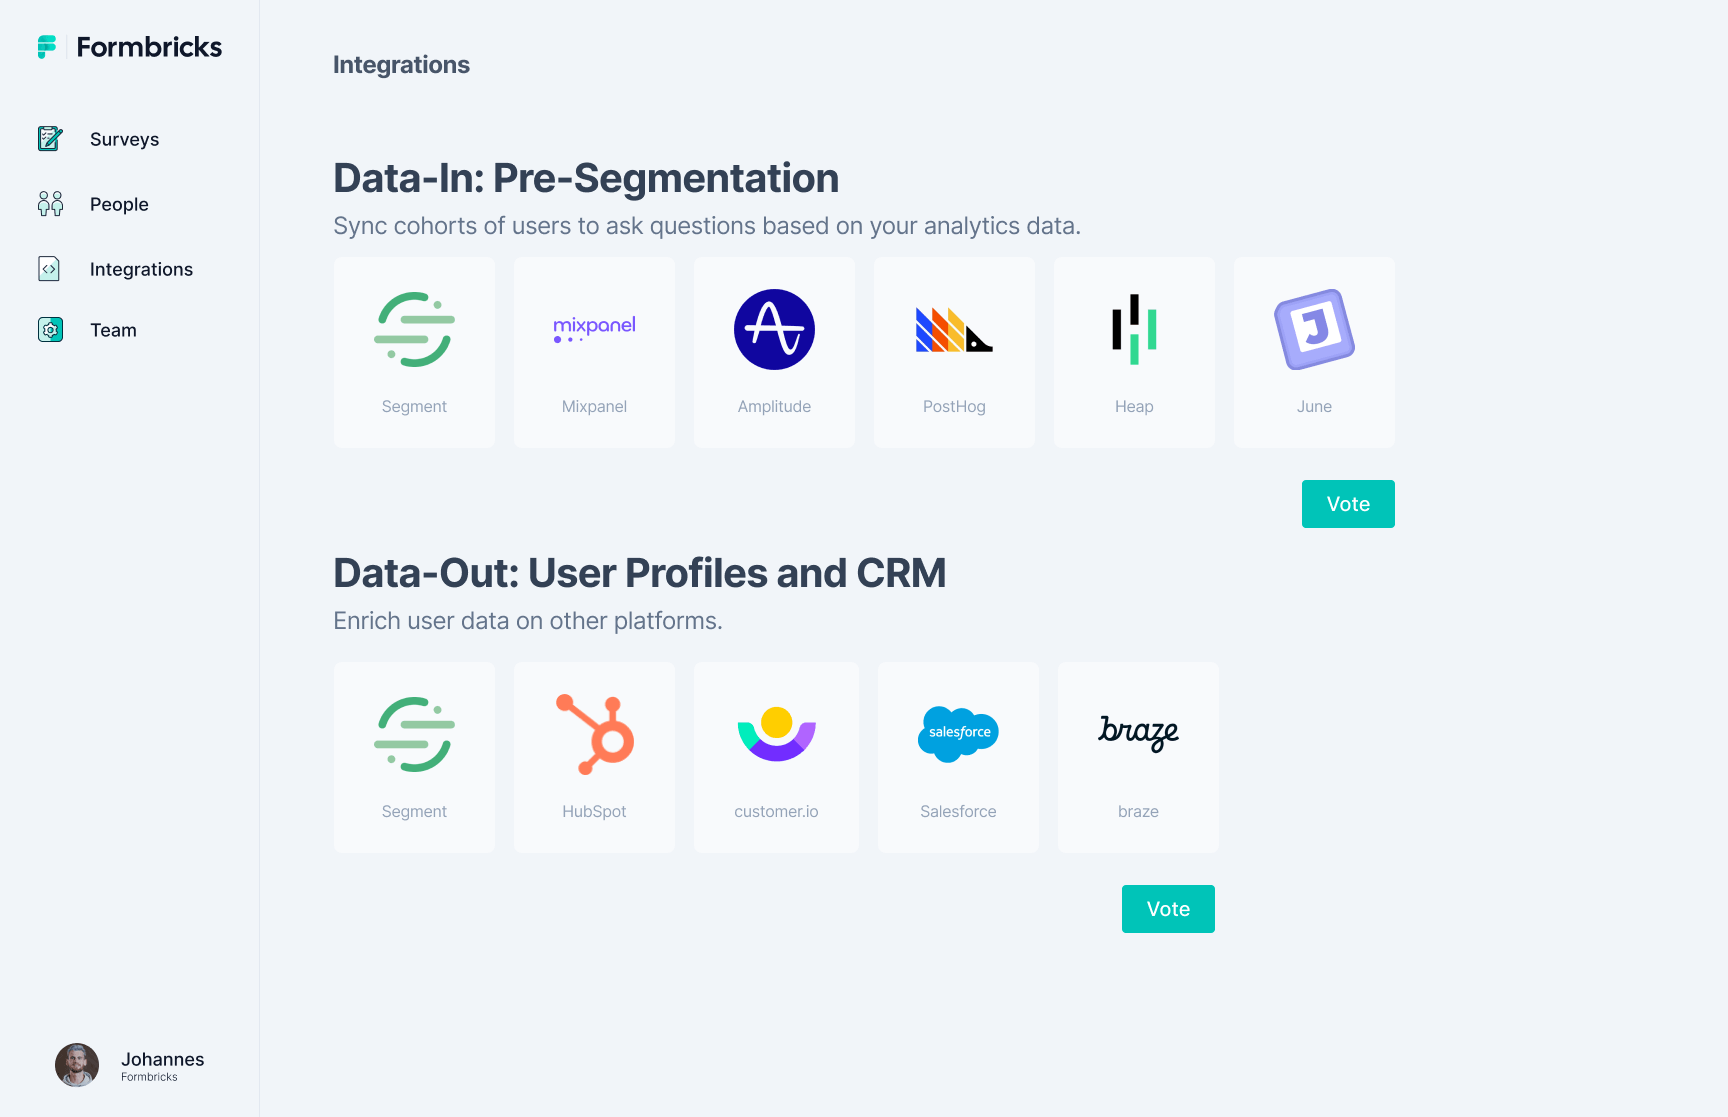 Formbricks
Surveys
People
Integrations
Team
Johannes
Formbricks
Integrations
Data-In: Pre-Segmentation
Sync cohorts of users to ask questions based on your analytics data.
mixpanel
J
Segment
Mixpanel
Amplitude
PostHog
Heap
June
Vote
Data-Out: User Profiles and CRM
Enrich user data on other platforms.
salesforce
braze
Segment
HubSpot
customer.io
Salesforce
braze
Vote